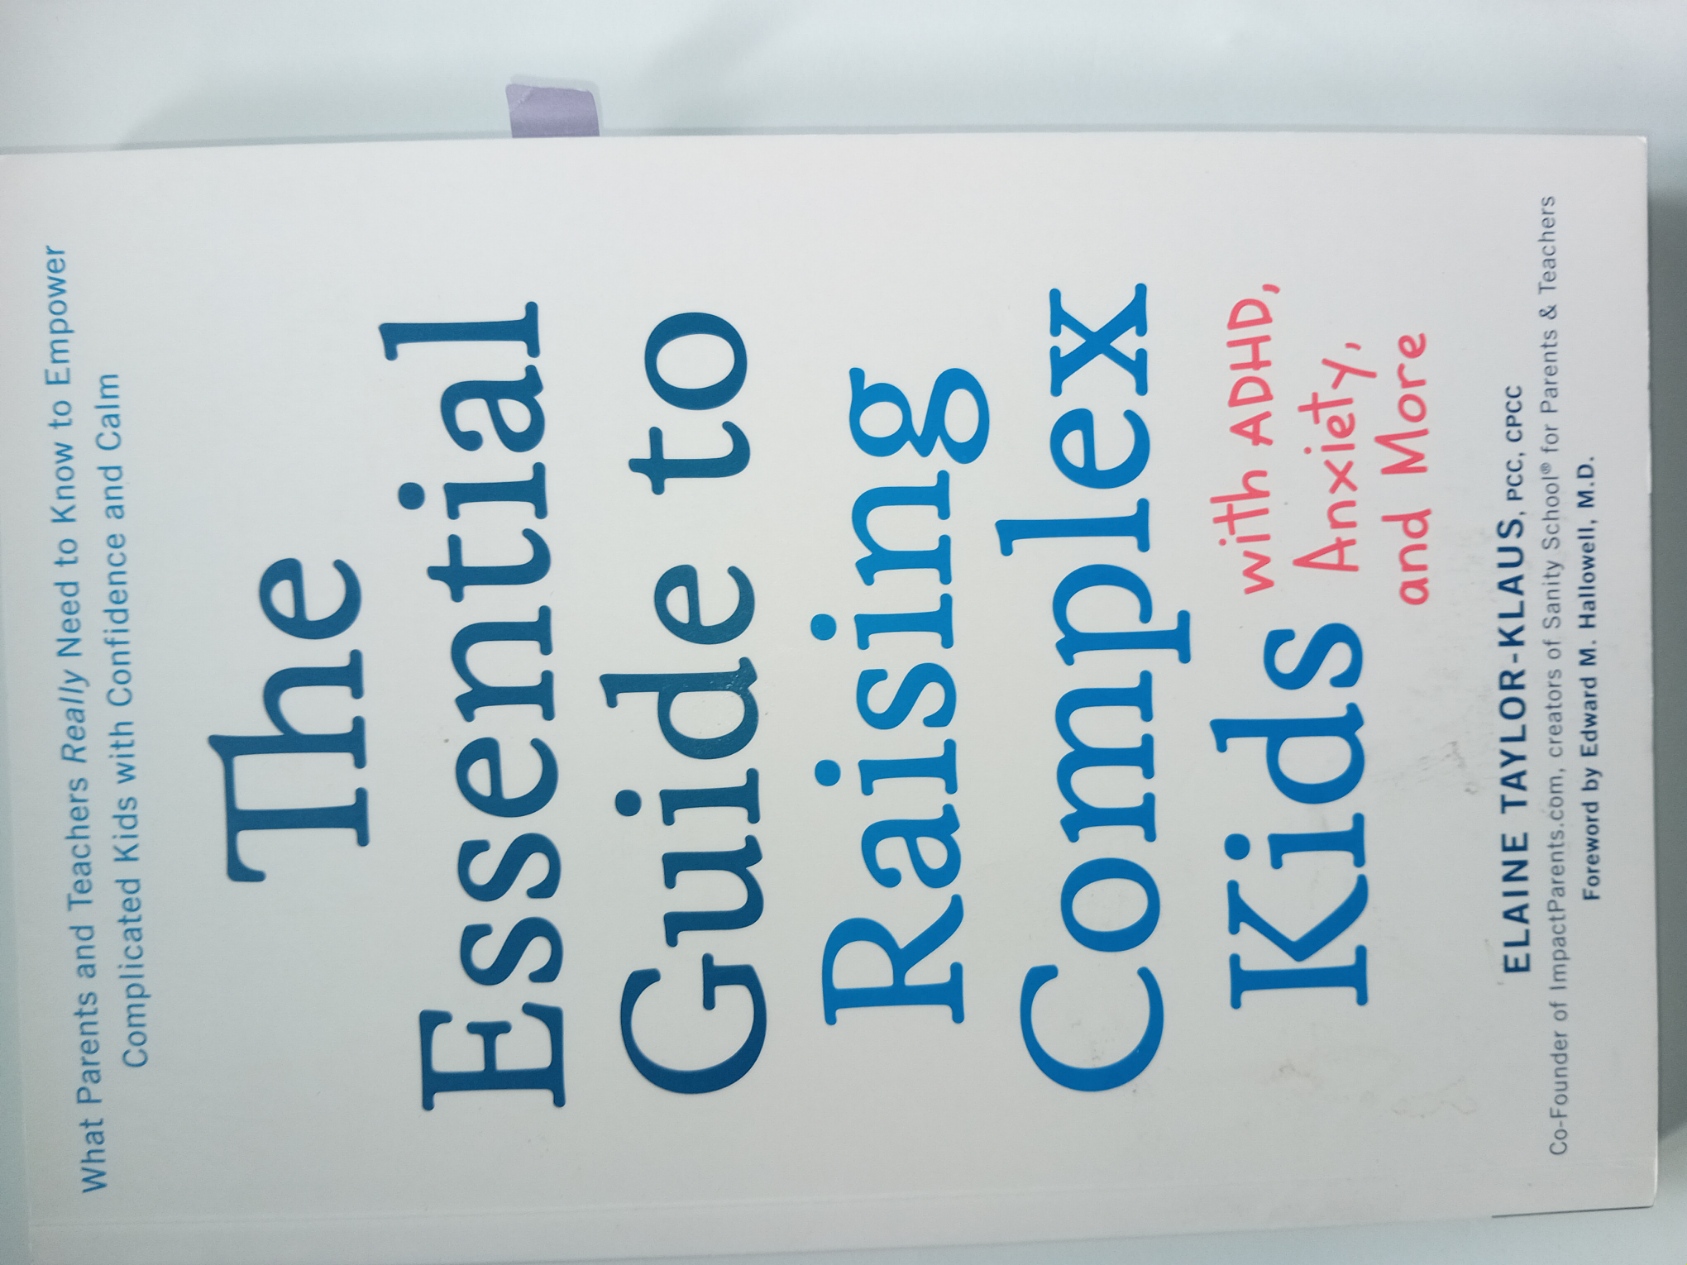 What Parents and Teachers Really Need to Know to Empower
Complicated Kids with Confidence and Calm
The
Essential
Guide to
Raising
Complex
Kids with ADHD,
Anxiety,
and More
ELAINE TAYLOR-KLAUS, PCC, CPCC
Co-Founder of ImpactParents.com, creators of Sanity School® for Parents & Teachers
Foreword by Edward M. Hallowell, M.D.